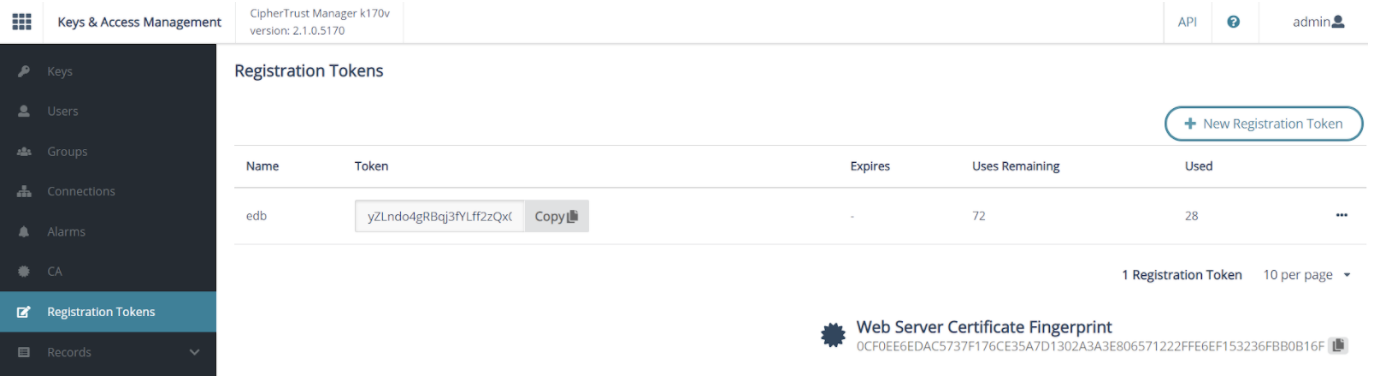 Keys & Access Management
CipherTrust Manager k170v
version: 2.1.0.5170
API
admin
Keys
Users
Groups
Connections
Alarms
CA
Registration Tokens
Records
Registration Tokens
+ New Registration Token
Name Token Expires Uses Remaining Used
edb yZLndo4gRBqj3fYLff2zQx Copy - 72 28 ...
1 Registration Token 10 per page
Web Server Certificate Fingerprint
0CF0EE6EDAC5737F176CE35A7D1302A3A3E806571222FFE6EF153236FBB0B16F